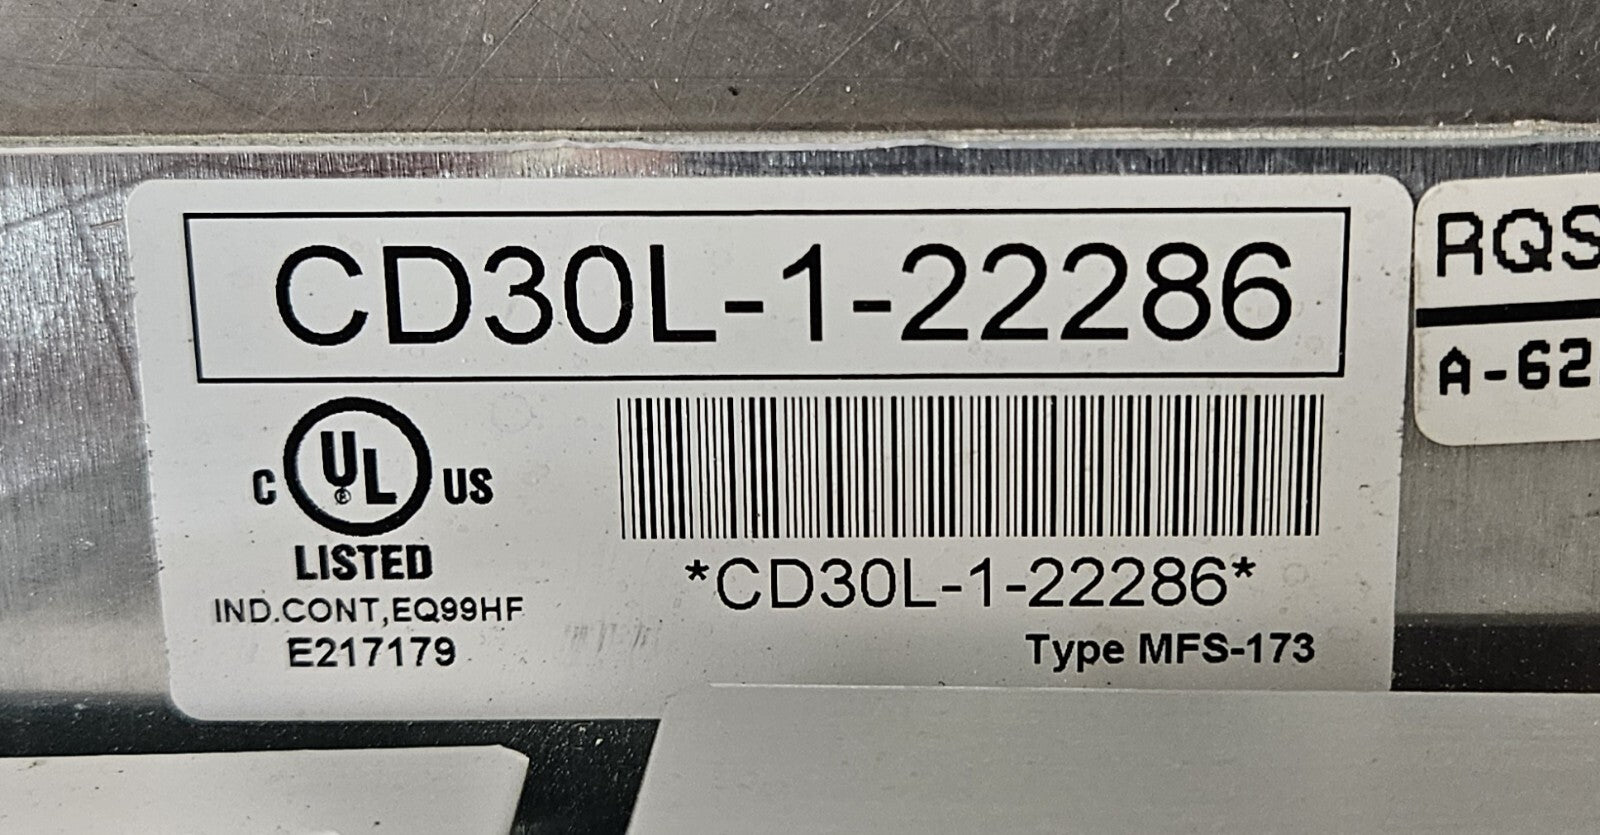 CD30L-1-22286
C UL® US
LISTED
IND.CONT,EQ99HF
E217179
*CD30L-1-22286*
Type MFS-173
RQS
A-62